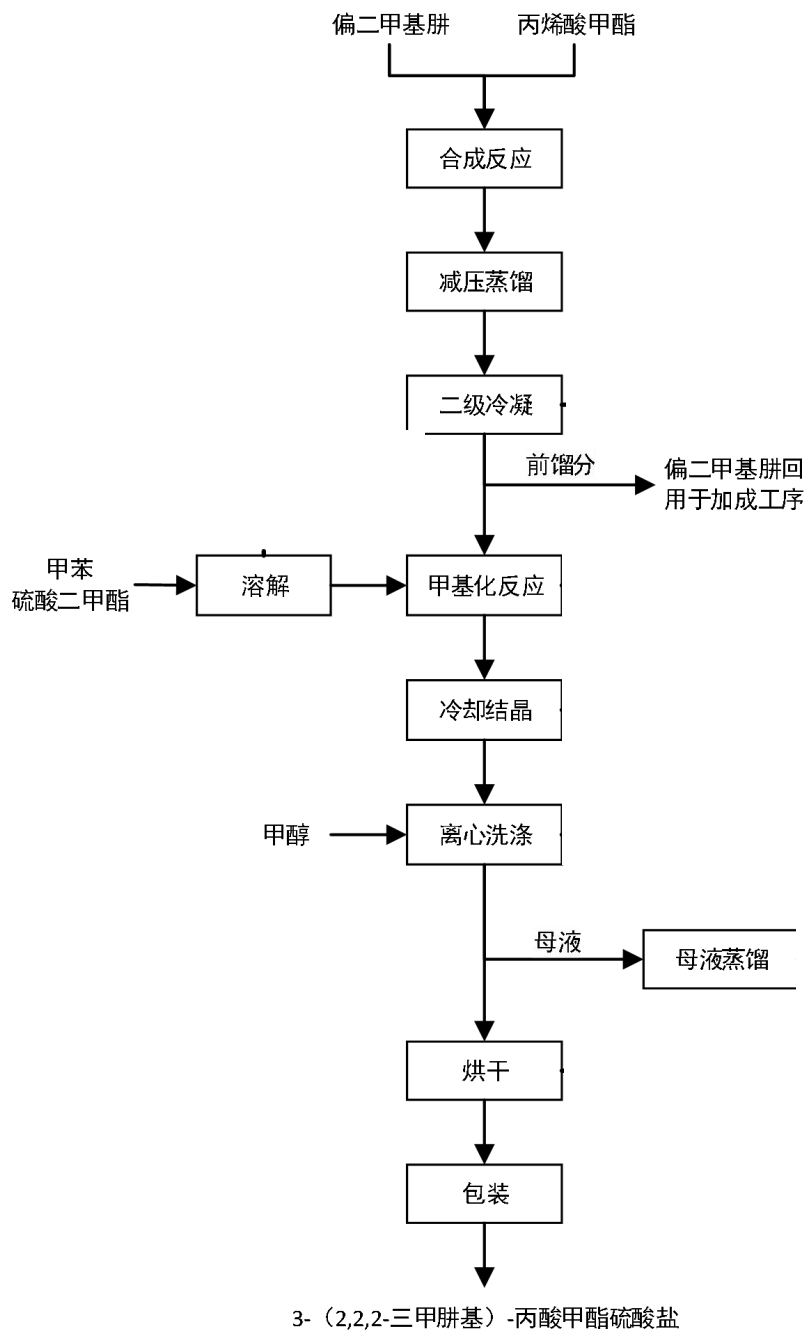 偏二甲基肼
丙烯酸甲酯
合成反应
减压蒸馏
二级冷凝
前馏分
偏二甲基肼回
用于加成工序
甲苯
硫酸二甲酯
溶解
甲基化反应
冷却结晶
甲醇
离心洗涤
母液
母液蒸馏
烘干
包装
3-（2,2,2-三甲肼基）-丙酸甲酯硫酸盐